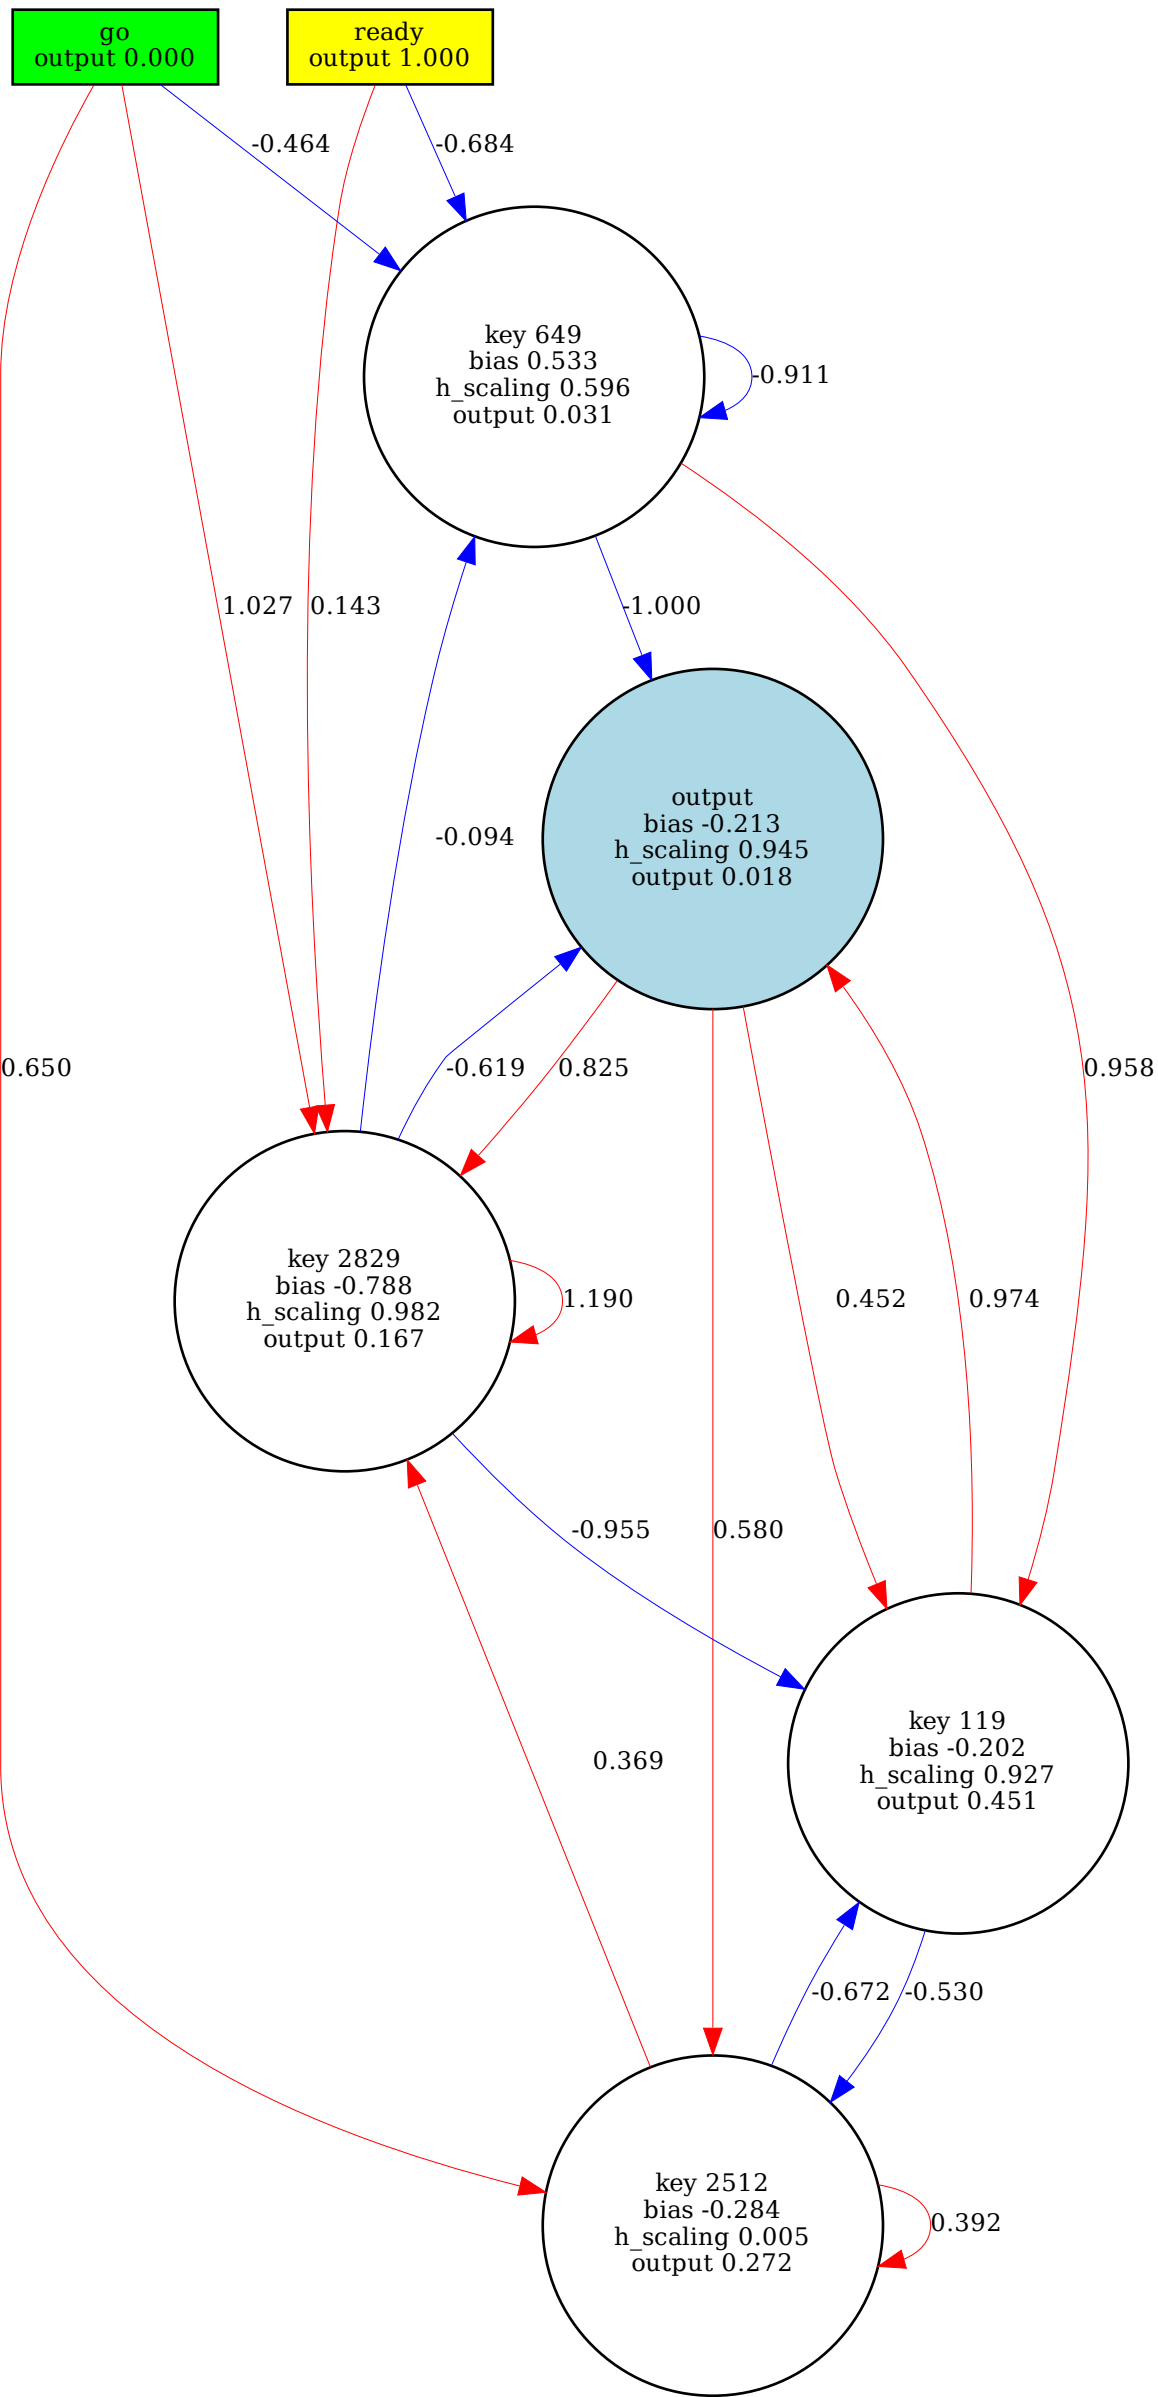 go
output 0.000
ready
output 1.000
-0.464
-0.684
key 649
bias 0.533
h_scaling 0.596
output 0.031
-0.911
1.027
0.143
-1.000
output
bias -0.213
h_scaling 0.945
output 0.018
-0.094
0.650
-0.619
0.825
0.958
key 2829
bias -0.788
h_scaling 0.982
output 0.167
1.190
0.452
0.974
-0.955
0.580
key 119
bias -0.202
h_scaling 0.927
output 0.451
0.369
-0.672
-0.530
key 2512
bias -0.284
h_scaling 0.005
output 0.272
0.392